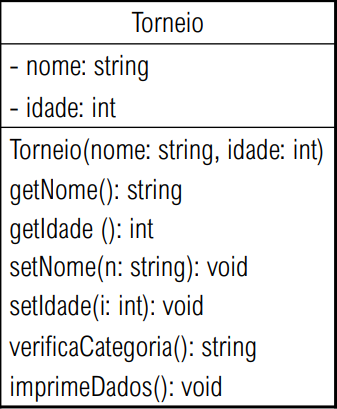 Torneio
- nome: string
- idade: int
Torneio(nome: string, idade: int)
getNome(): string
getIdade (): int
setNome(n: string): void
setIdade(i: int): void
verificaCategoria(): string
imprimeDados(): void